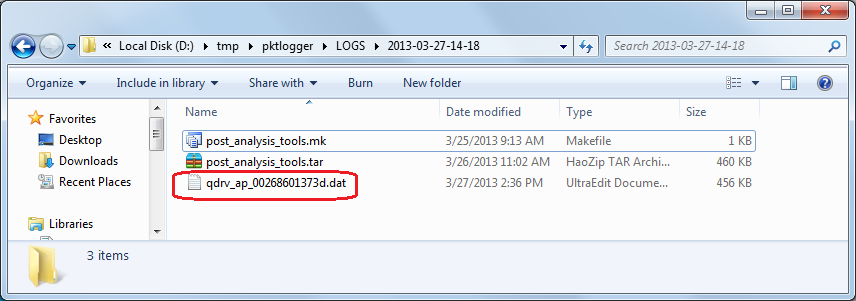 « Local Disk (D:) ▸ tmp ▸ pktlogger ▸ LOGS ▸ 2013-03-27-14-18 Search 2013-03-27-14-18
Organize Include in library Share with Burn New folder
Favorites
Desktop
Downloads
Recent Places
Libraries
Name Date modified Type Size
post_analysis_tools.mk 3/25/2013 9:13 AM Makefile 1 KB
post_analysis_tools.tar 3/26/2013 11:02 AM HaoZip TAR Archi... 460 KB
qdrv_ap_00268601373d.dat 3/27/2013 2:36 PM UltraEdit Docume... 456 KB
3 items